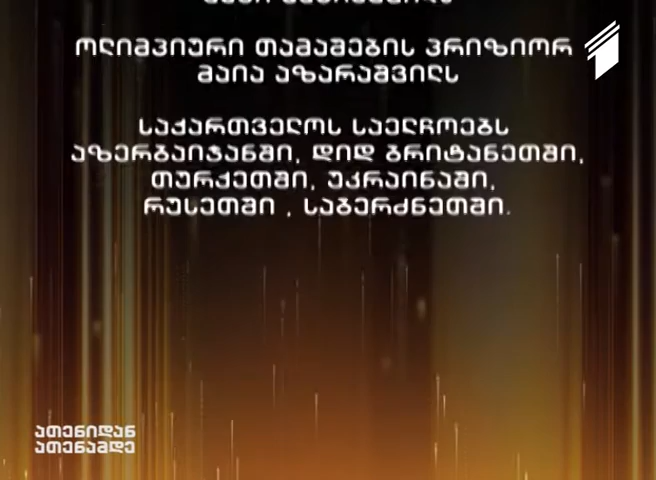 ოლიმპიური თამაშების პრიზიორ
მაია აზარაშვილს
საქართველოს საელჩოებს
აზერბაიჯანში, დიდ ბრიტანეთში,
თურქეთში, უკრაინაში,
რუსეთში , საბერძნეთში.
ათენიდან
ათენამდე